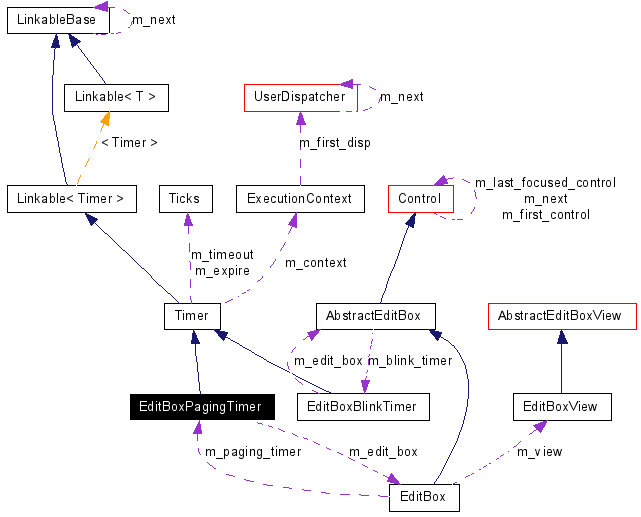 LinkableBase
m_next
Linkable< T >
UserDispatcher
m_next
< Timer >
m_first_disp
m_last_focused_control
m_next
m_first_control
Linkable< Timer >
Ticks
ExecutionContext
Control
m_timeout
m_expire
m_context
Timer
AbstractEditBox
AbstractEditBoxView
m_edit_box
m_blink_timer
EditBoxPagingTimer
EditBoxBlinkTimer
EditBoxView
m_paging_timer
m_edit_box
m_view
EditBox